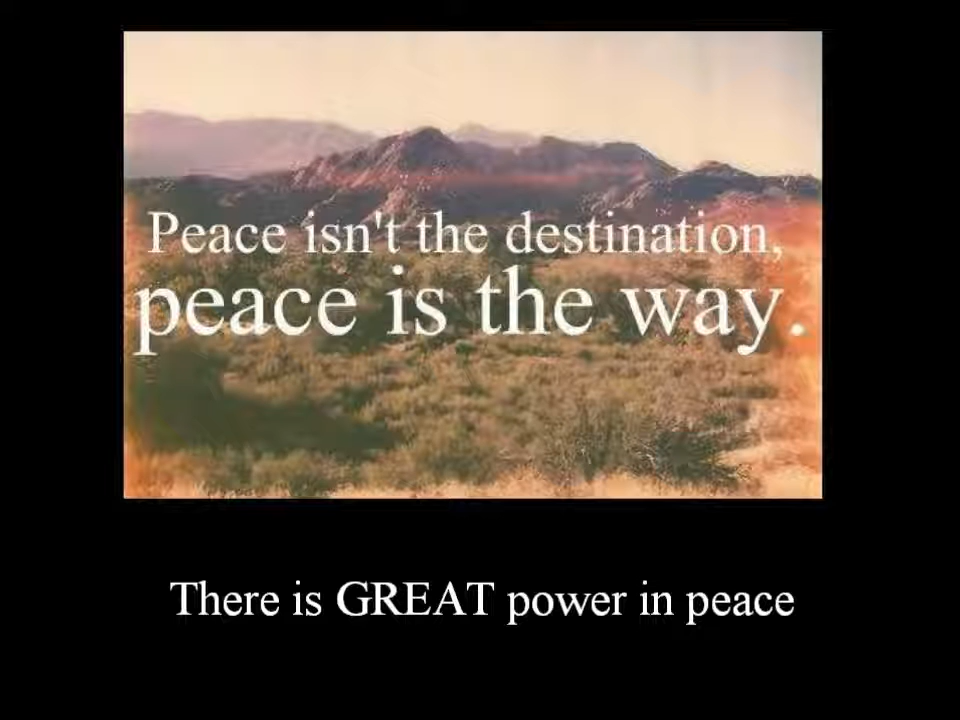 Peace isn't the destination,
peace is the way.
There is GREAT power in peace